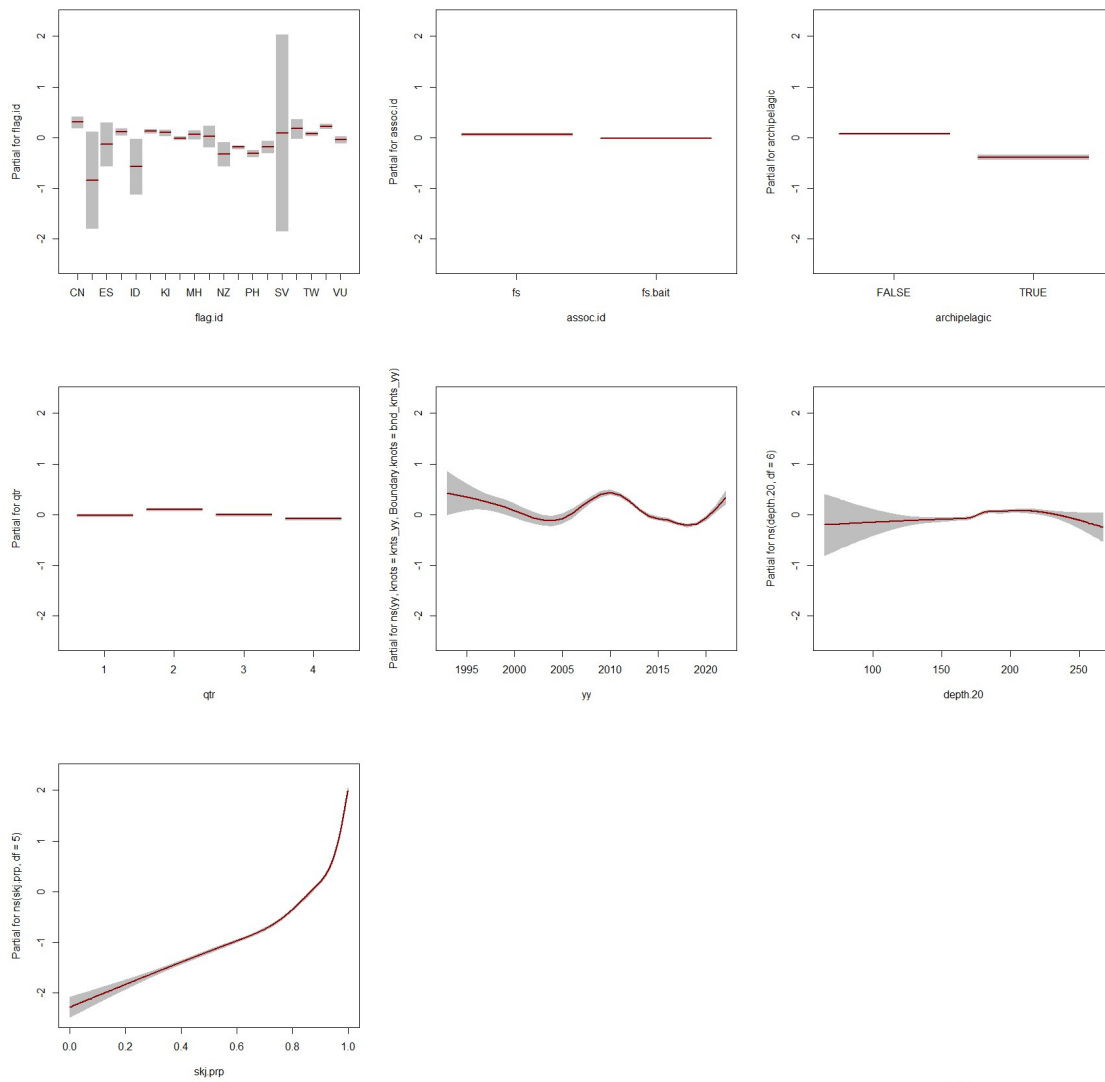 Partial for flag.id
2
1
0
-1
-2
CN ES ID KI MH NZ PH SV TW VU
flag.id
Partial for assoc.id
2
1
0
-1
-2
fs fs.bait
assoc.id
Partial for archipelagic
2
1
0
-1
-2
FALSE TRUE
archipelagic
Partial for qtr
2
1
0
-1
-2
1 2 3 4
qtr
Partial for ns(yy, knots = knts_yy, Boundary.knots = bnd_knts_yy)
2
1
0
-1
-2
1995 2000 2005 2010 2015 2020
yy
Partial for ns(depth.20, df = 6)
2
1
0
-1
-2
100 150 200 250
depth.20
Partial for ns(skj.prp, df = 5)
2
1
0
-1
-2
0.0 0.2 0.4 0.6 0.8 1.0
skj.prp